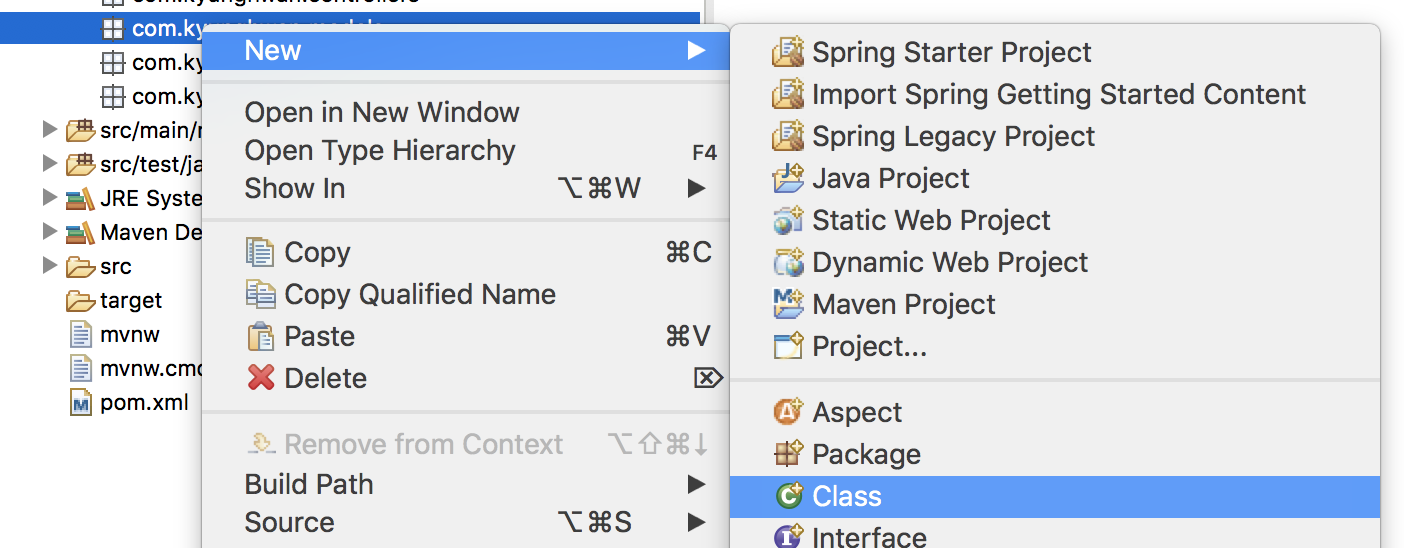 com.ky
com.ky
com.ky
src/main/
src/test/ja
JRE Syste
Maven De
src
target
mvnw
mvnw.cmd
pom.xml
New
Open in New Window
Open Type Hierarchy F4
Show In ⌥⌘W
Copy ⌘C
Copy Qualified Name
Paste ⌘V
Delete ⌦
Remove from Context ⌥⇧⌘↓
Build Path
Source ⌥⌘S
Spring Starter Project
Import Spring Getting Started Content
Spring Legacy Project
Java Project
Static Web Project
Dynamic Web Project
Maven Project
Project...
Aspect
Package
Class
Interface